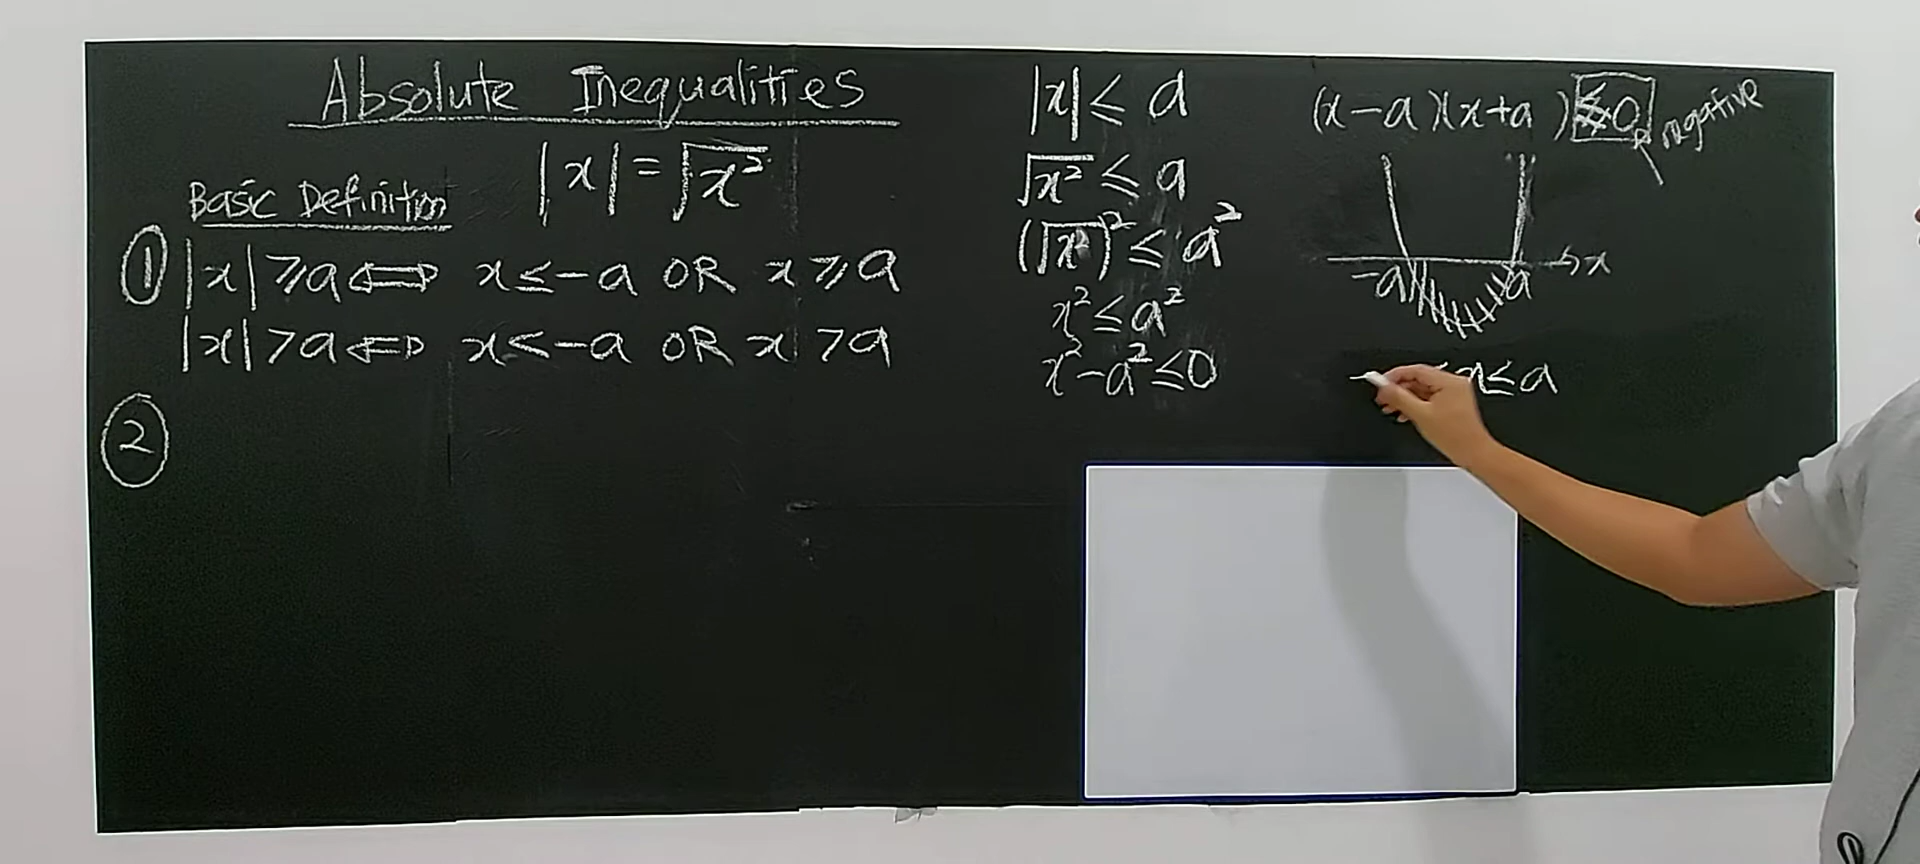 Absolute Inequalities
|x| = √x²
Basic Definition
① |x| ⩾ a ⟺ x ≤ -a OR x ⩾ a
|x| > a ⟺ x < -a OR x > a
②
|x| ≤ a
√x² ≤ a
(√x²)² ≤ a²
x² ≤ a²
x² - a² ≤ 0
(x-a)(x+a) ≤ 0
negative
-a a x
x ≤ a